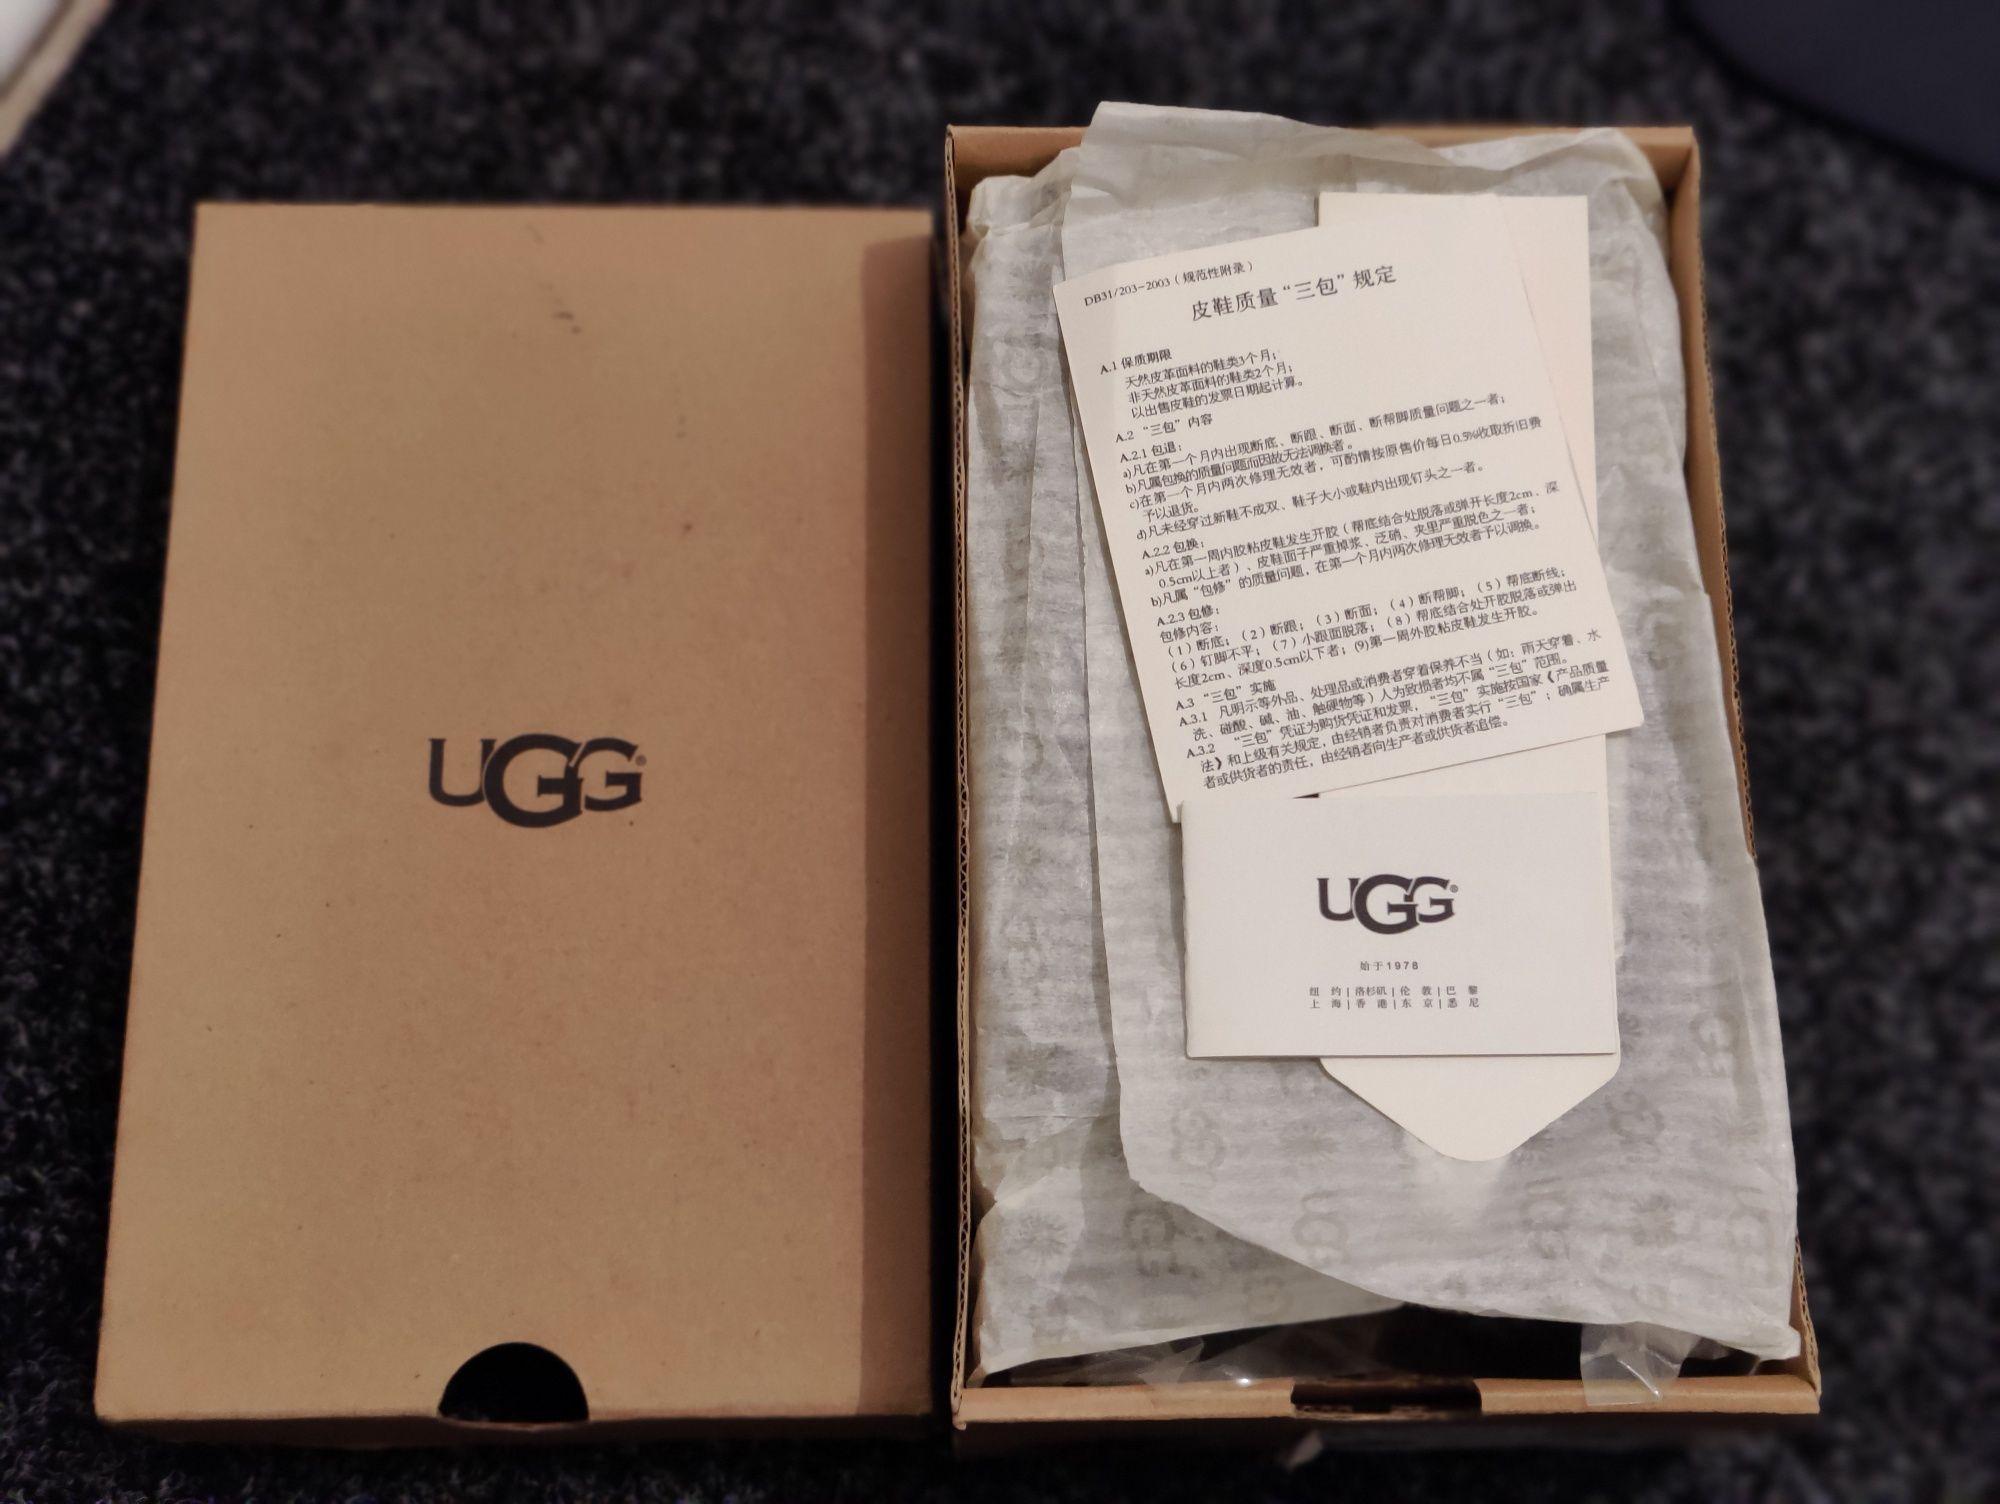 UGG®
DB31/203-2003（规范性附录）
皮鞋质量“三包”规定
A.1 保质期限
天然皮革面料的鞋类3个月；
非天然皮革面料的鞋类2个月；
以出售皮鞋的发票日期起计算。
A.2 “三包”内容
A.2.1 包退：
a)凡在第一个月内出现断底、断跟、断面、断帮脚质量问题之一者；
b)凡属包换的质量问题而因故无法调换者。
c)在第一个月内两次修理无效者，可酌情按原售价每日0.5%收取折旧费
予以退货。
d)凡未经穿过新鞋不成双、鞋子大小或鞋内出现钉头之一者。
A.2.2 包换：
a)凡在第一周内胶粘皮鞋发生开胶（帮底结合处脱落或弹开长度2cm、深
0.5cm以上者）、皮鞋面子严重掉浆、泛硝、夹里严重脱色之一者；
b)凡属“包修”的质量问题，在第一个月内两次修理无效者予以调换。
A.2.3 包修：
包修内容：
（1）断底；（2）断跟；（3）断面；（4）断帮脚；（5）帮底断线；
（6）钉脚不平；（7）小跟面脱落；（8）帮底结合处开胶脱落或弹出
长度2cm、深度0.5cm以下者；(9)第一周外胶粘皮鞋发生开胶。
A.3 “三包”实施
A.3.1 凡明示等外品、处理品或消费者穿着保养不当（如：雨天穿着、水
洗、碰酸、碱、油、触硬物等）人为致损者均不属“三包”范围。
A.3.2 “三包”凭证为购货凭证和发票，“三包”实施按国家《产品质量
法》和上级有关规定，由经销者负责对消费者实行“三包”；确属生产
者或供货者的责任，由经销者向生产者或供货者追偿。
UGG®
始于1978
纽约|洛杉矶|伦敦|巴黎
上海|香港|东京|悉尼